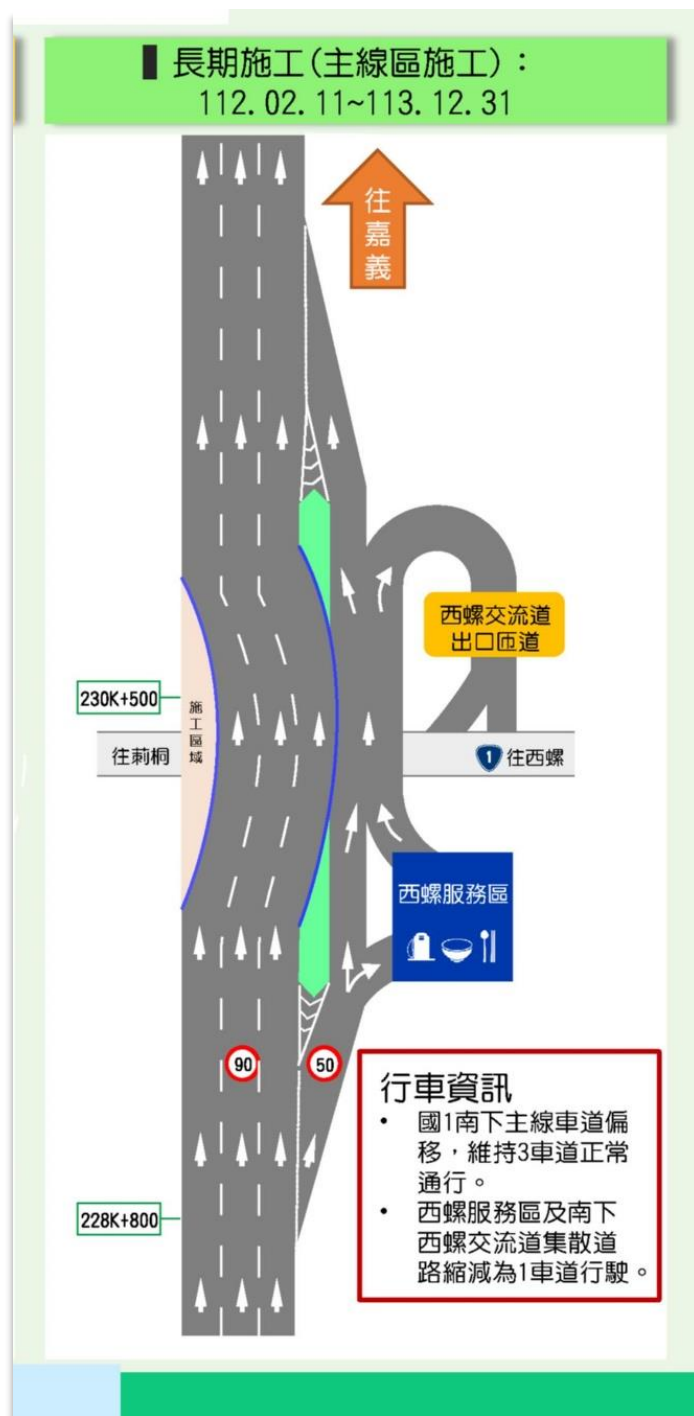 長期施工(主線區施工)：
112.02.11~113.12.31
往嘉義
西螺交流道
出口匝道
230K+500
施工區域
往莿桐
1 往西螺
西螺服務區
90
50
行車資訊
• 國1南下主線車道偏
移，維持3車道正常
通行。
228K+800
• 西螺服務區及南下
西螺交流道集散道
路縮減為1車道行駛。